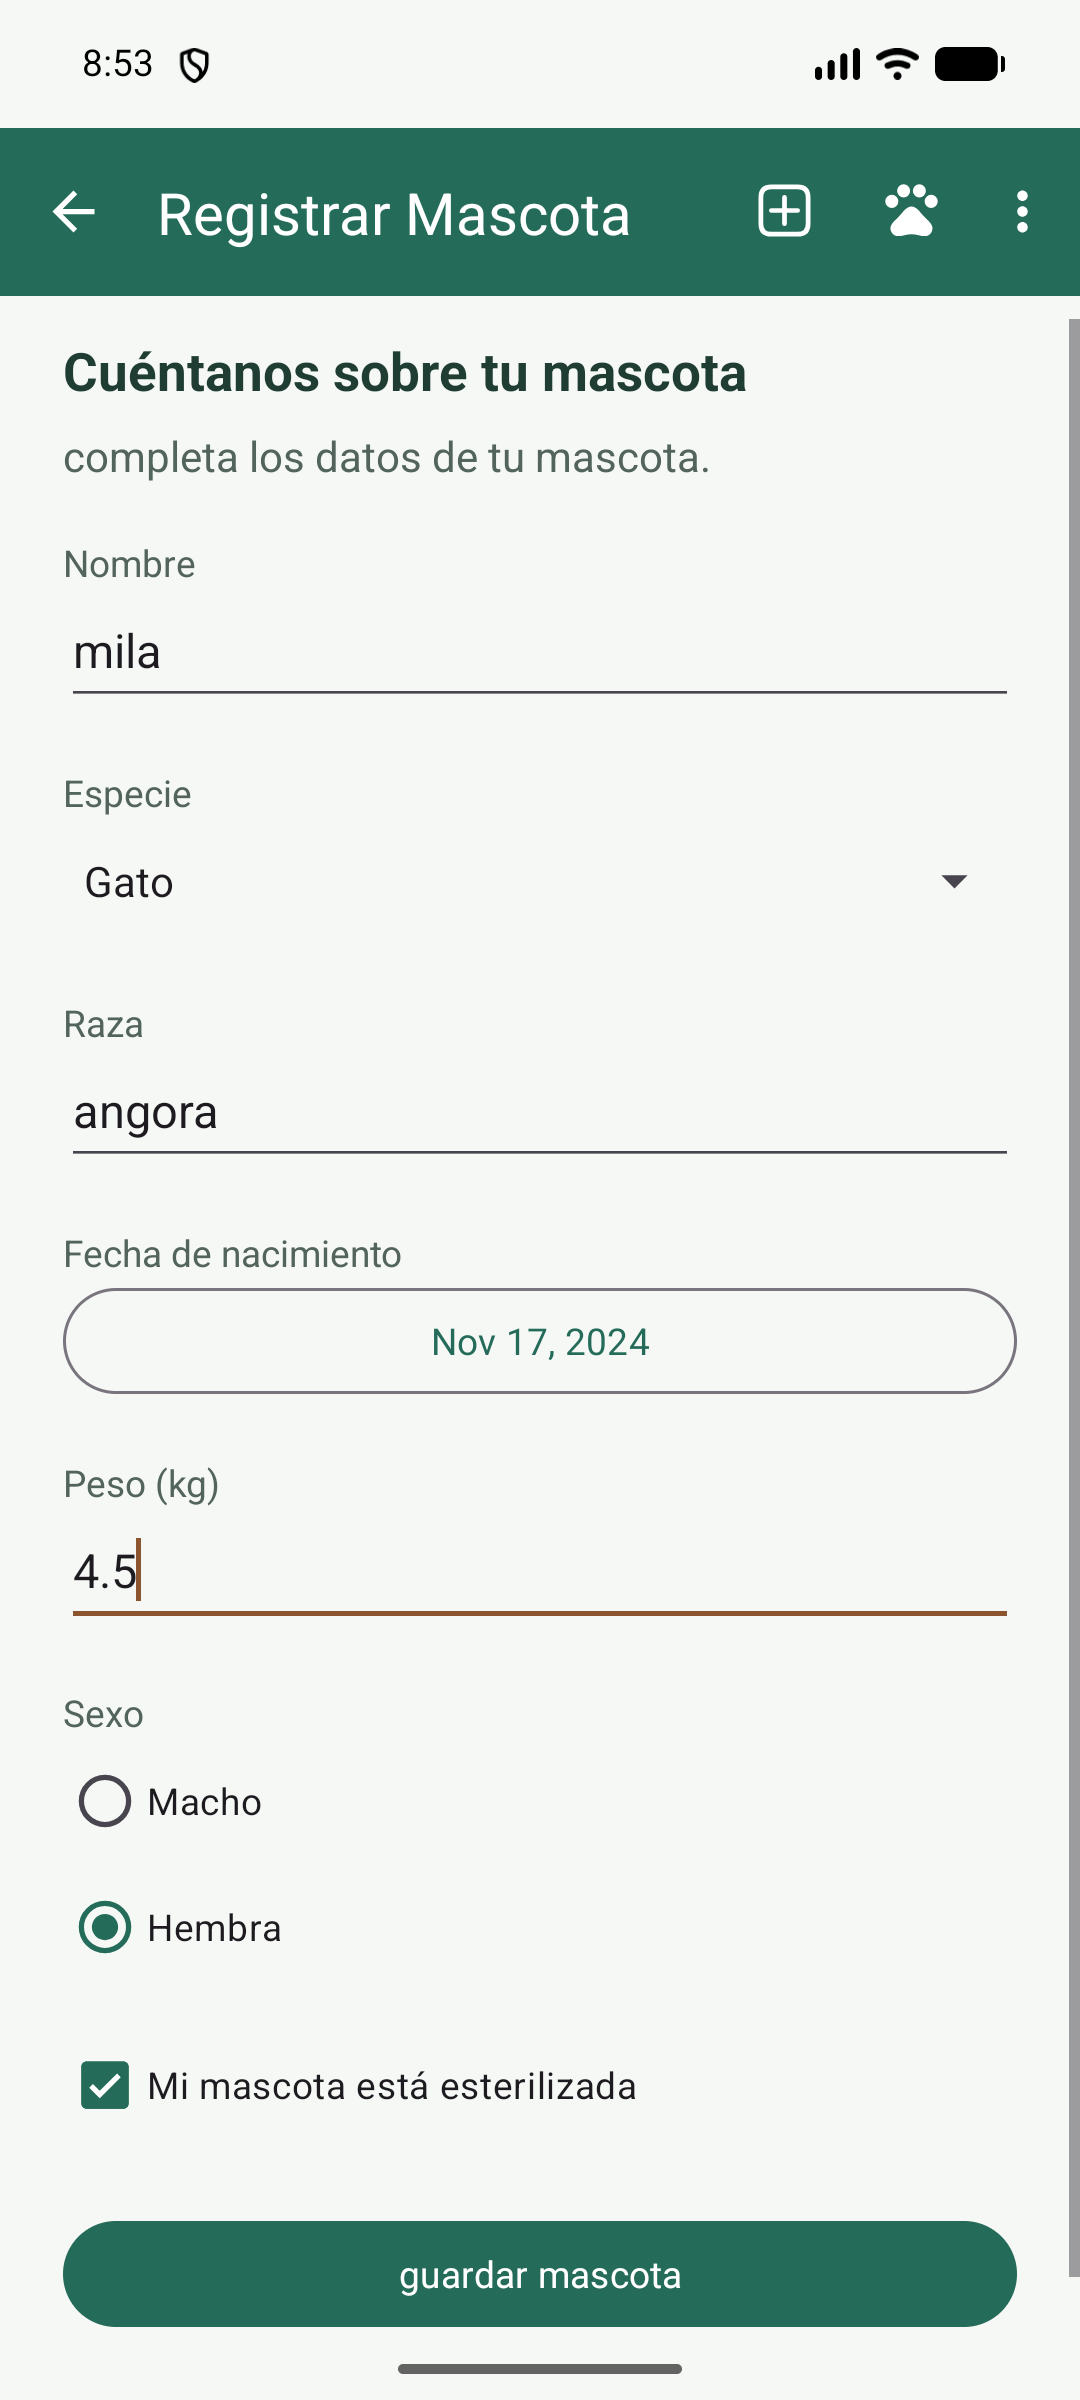 8:53
Registrar Mascota
Cuéntanos sobre tu mascota
completa los datos de tu mascota.
Nombre
mila
Especie
Gato
Raza
angora
Fecha de nacimiento
Nov 17, 2024
Peso (kg)
4.5
Sexo
Macho
Hembra
Mi mascota está esterilizada
guardar mascota